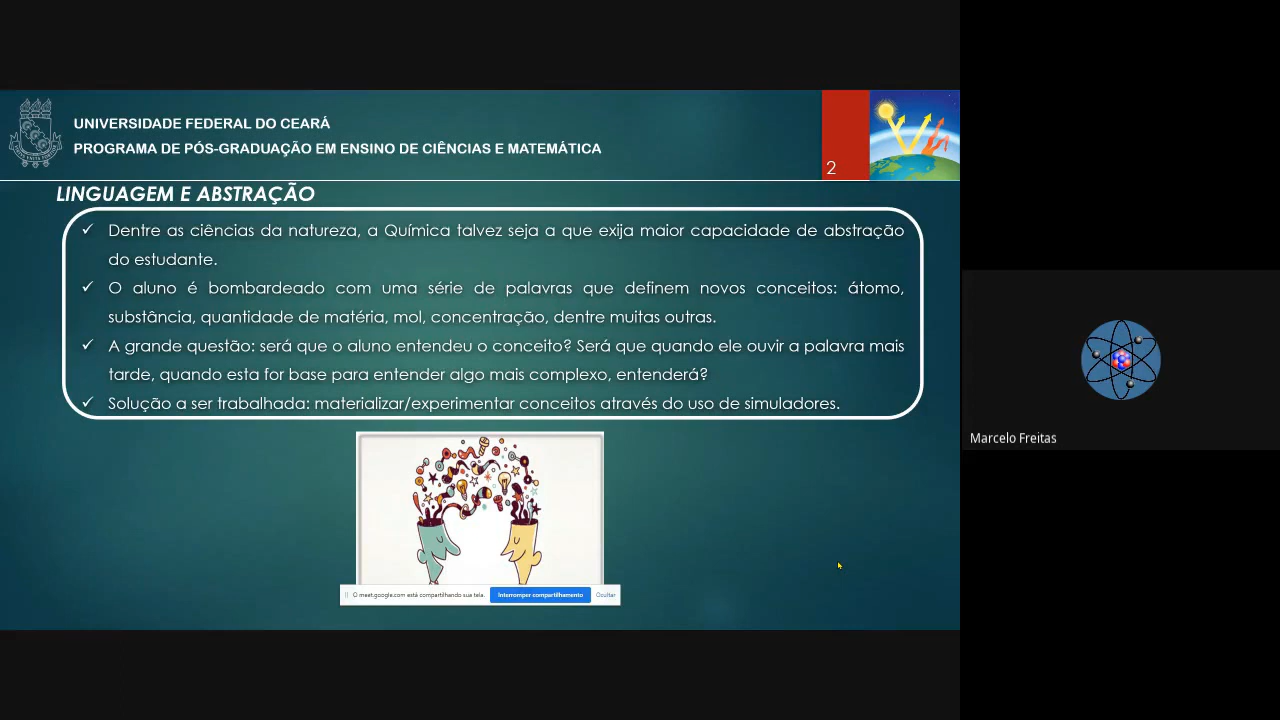 UNIVERSIDADE FEDERAL DO CEARÁ
PROGRAMA DE PÓS-GRADUAÇÃO EM ENSINO DE CIÊNCIAS E MATEMÁTICA
2
LINGUAGEM E ABSTRAÇÃO
✓ Dentre as ciências da natureza, a Química talvez seja a que exija maior capacidade de abstração
do estudante.
✓ O aluno é bombardeado com uma série de palavras que definem novos conceitos: átomo,
substância, quantidade de matéria, mol, concentração, dentre muitas outras.
✓ A grande questão: será que o aluno entendeu o conceito? Será que quando ele ouvir a palavra mais
tarde, quando esta for base para entender algo mais complexo, entenderá?
✓ Solução a ser trabalhada: materializar/experimentar conceitos através do uso de simuladores.
O meet.google.com está compartilhando sua tela. Interromper compartilhamento Ocultar
Marcelo Freitas